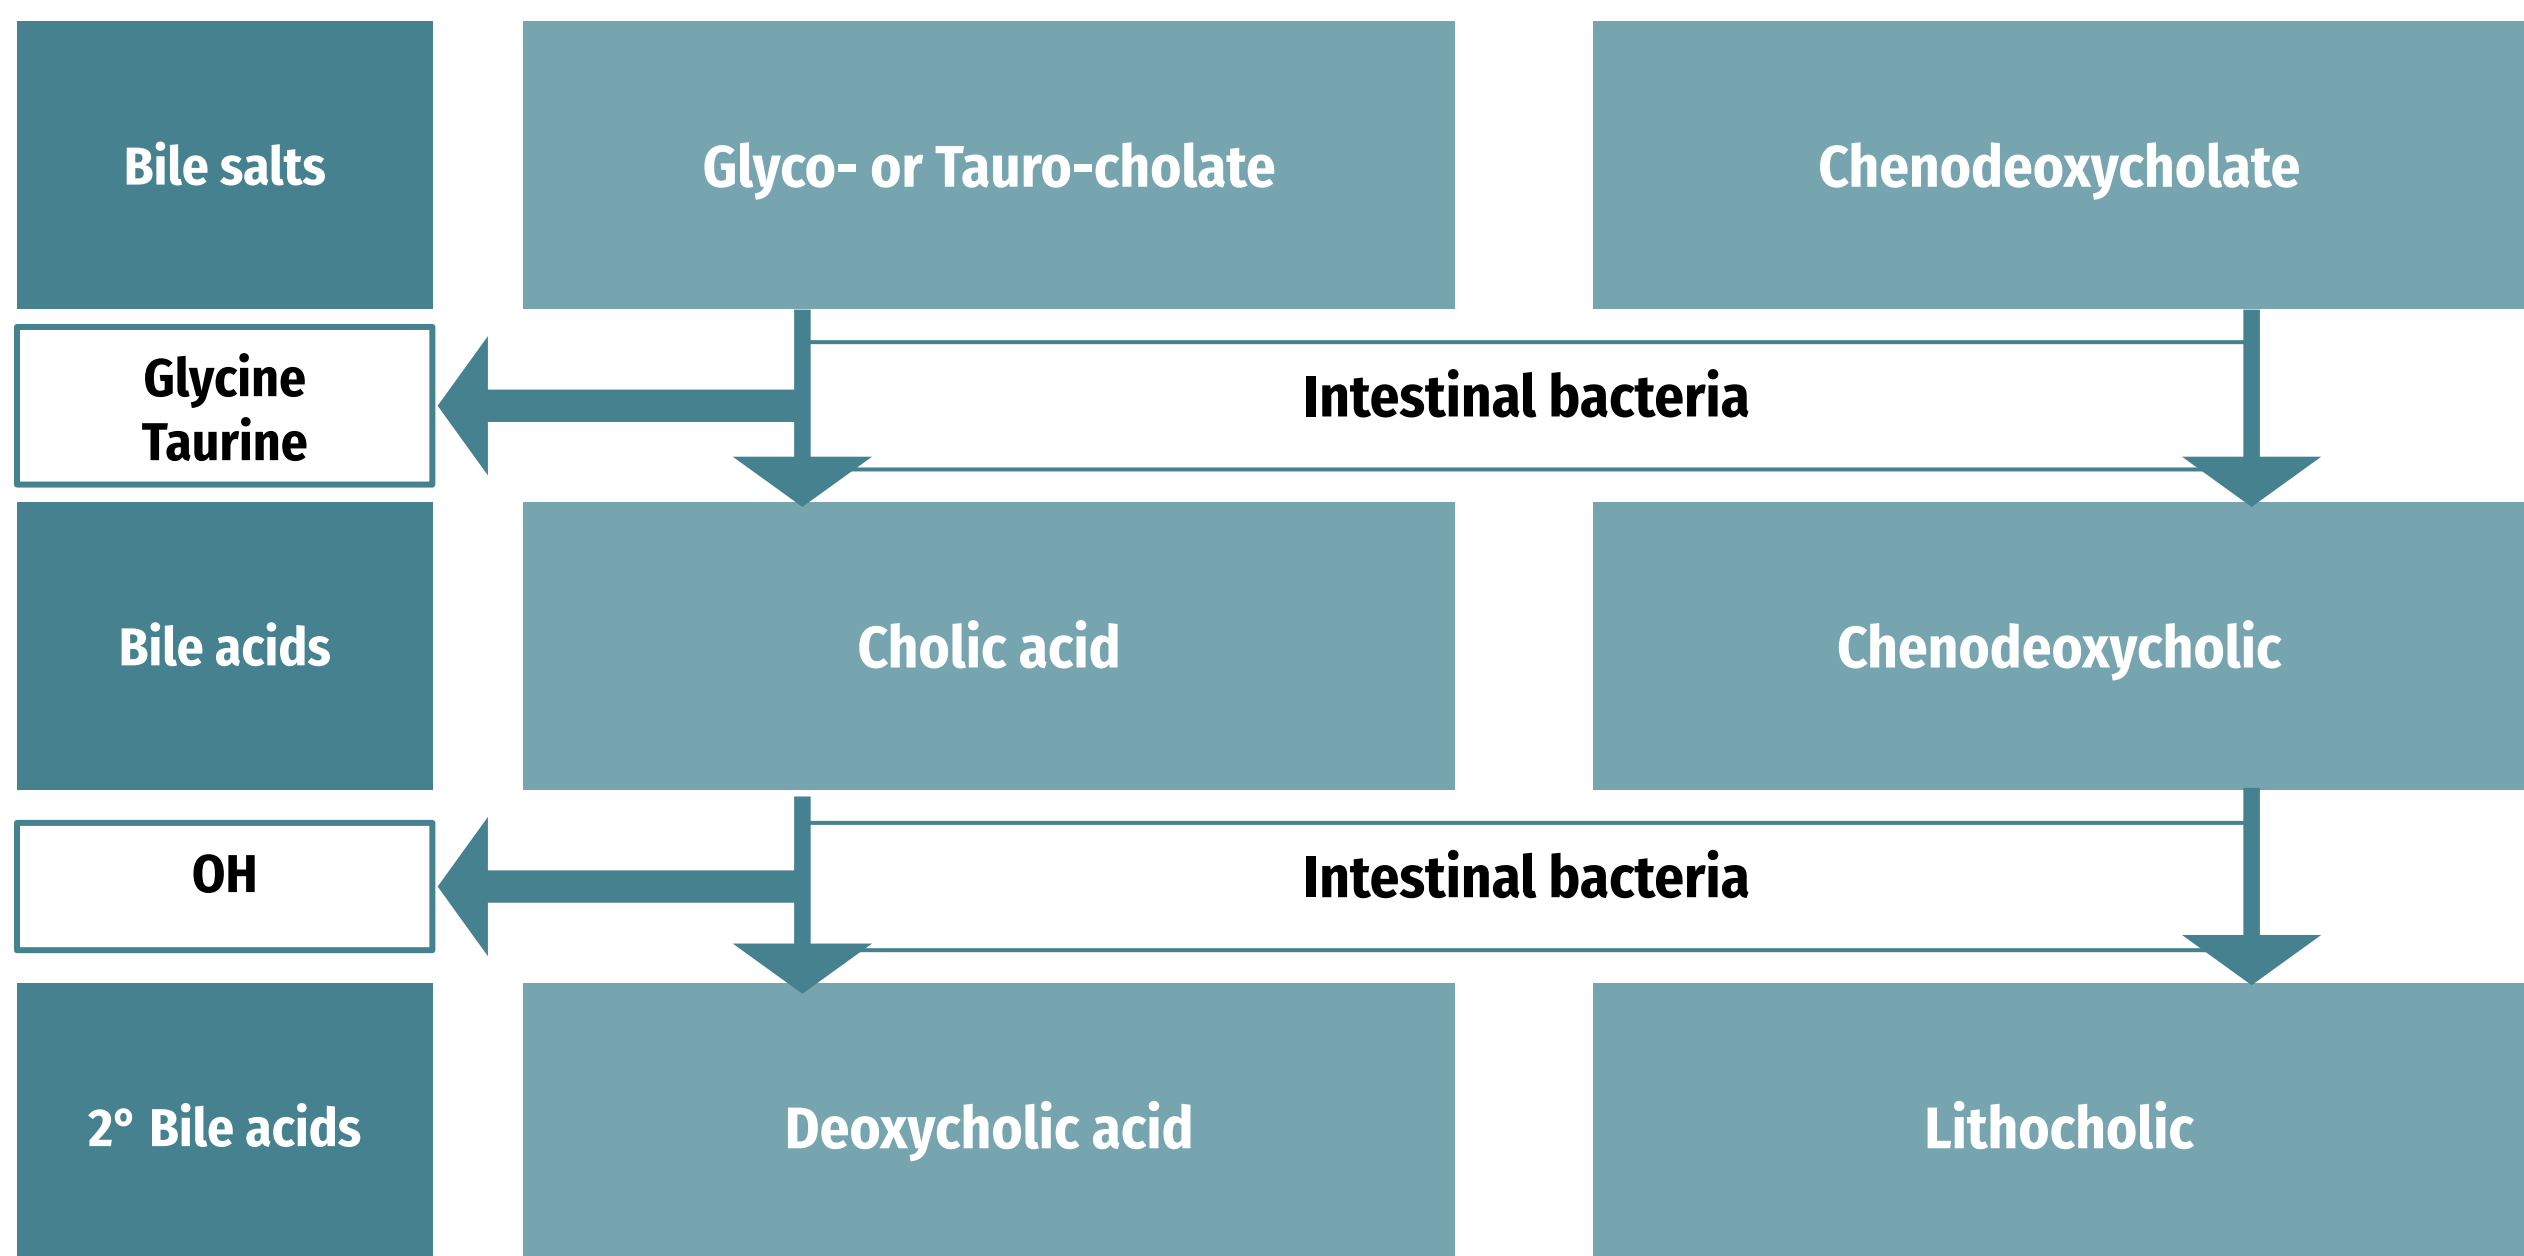 Bile salts
Glyco- or Tauro-cholate
Chenodeoxycholate
Glycine
Taurine
Intestinal bacteria
Bile acids
Cholic acid
Chenodeoxycholic
OH
Intestinal bacteria
2° Bile acids
Deoxycholic acid
Lithocholic